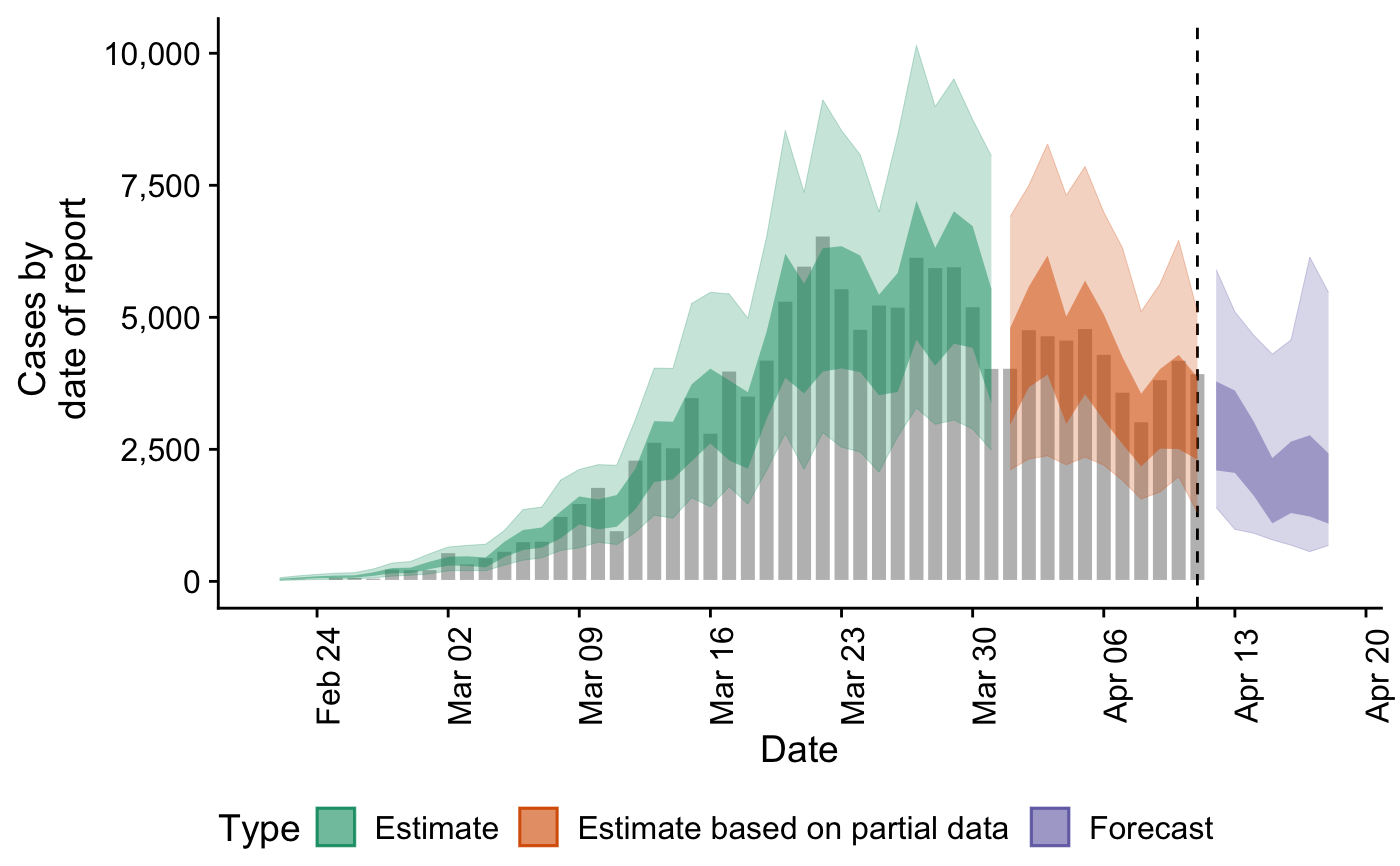 Cases by
date of report
10,000
7,500
5,000
2,500
0
Feb 24
Mar 02
Mar 09
Mar 16
Mar 23
Mar 30
Apr 06
Apr 13
Apr 20
Date
Type Estimate Estimate based on partial data Forecast